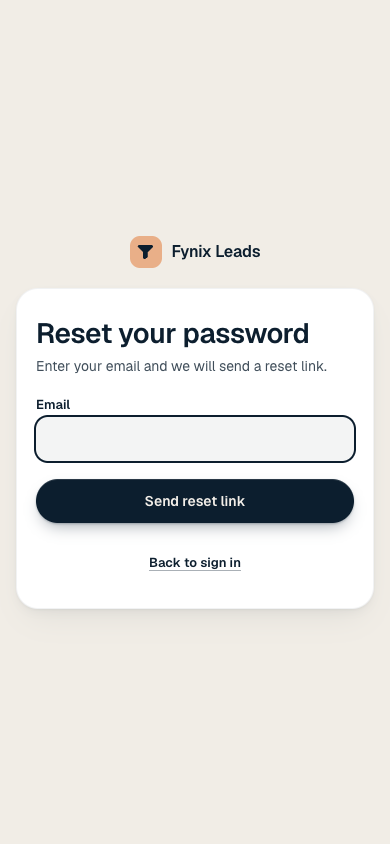 Fynix Leads
Reset your password
Enter your email and we will send a reset link.
Email
Send reset link
Back to sign in